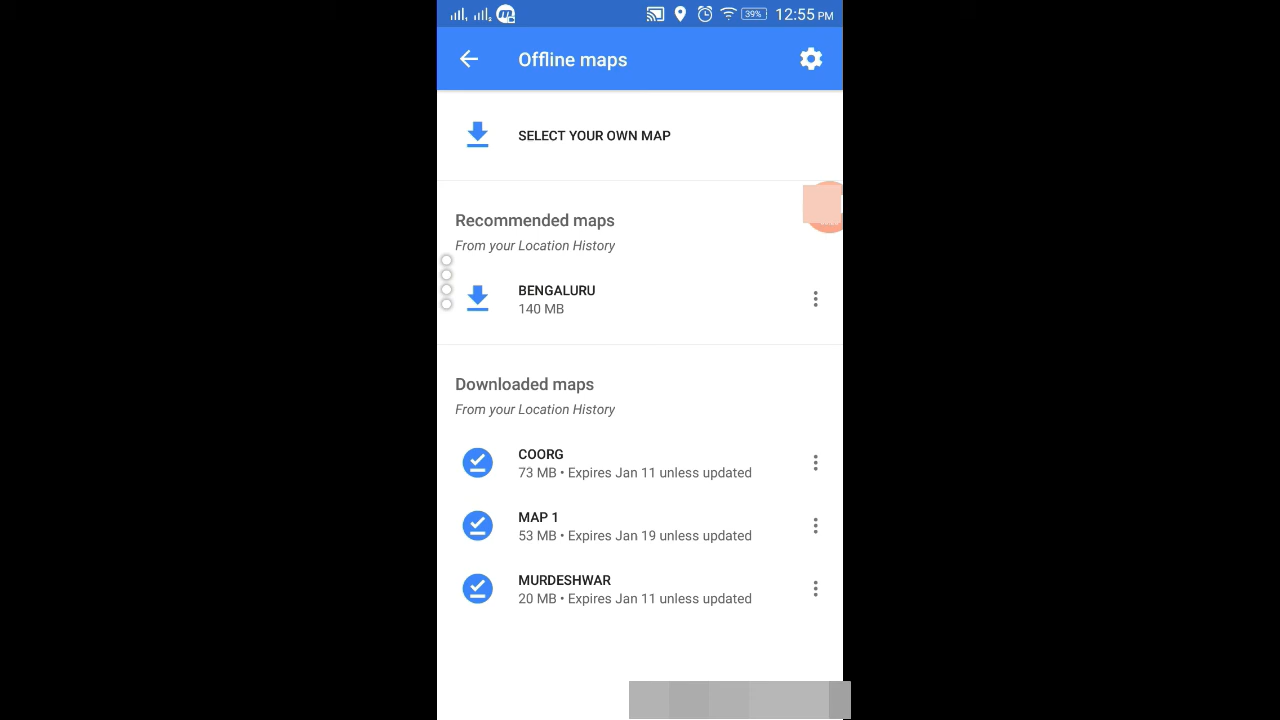 39% 12:55 PM
Offline maps
SELECT YOUR OWN MAP
Recommended maps
From your Location History
BENGALURU
140 MB
Downloaded maps
From your Location History
COORG
73 MB • Expires Jan 11 unless updated
MAP 1
53 MB • Expires Jan 19 unless updated
MURDESHWAR
20 MB • Expires Jan 11 unless updated